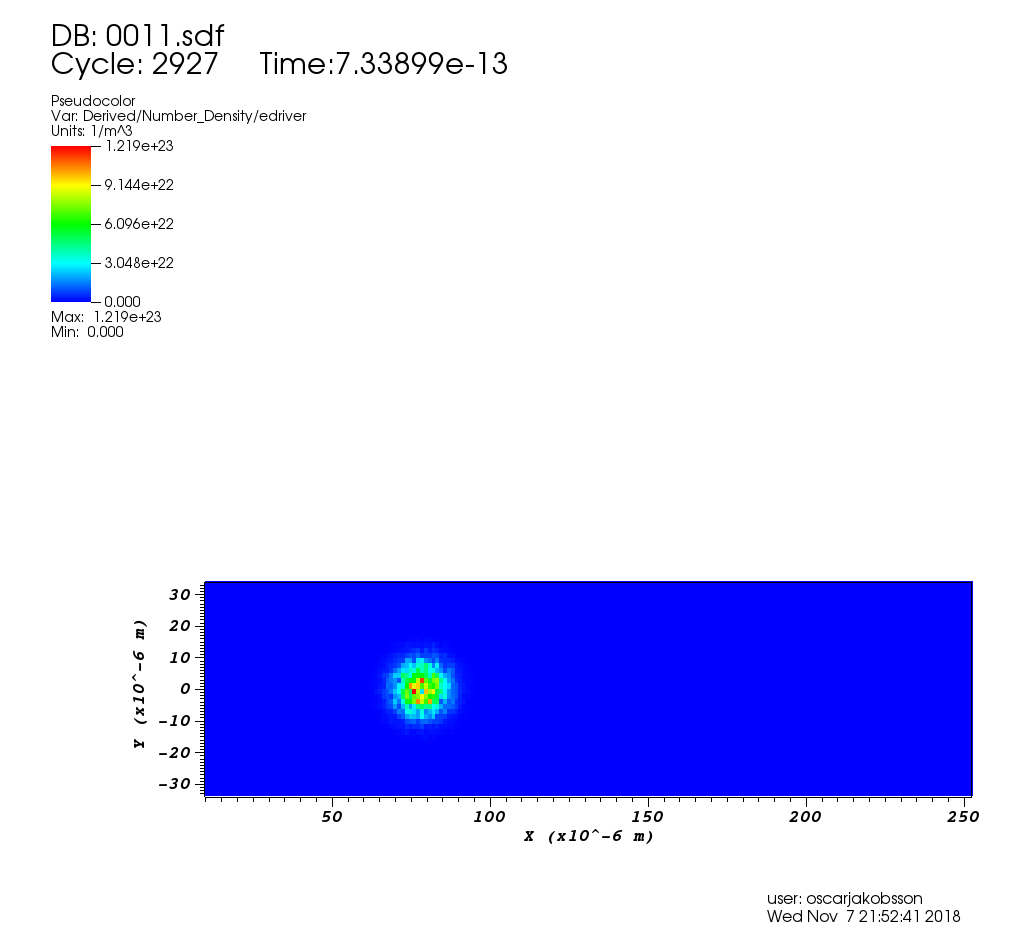 DB: 0011.sdf
Cycle: 2927 Time:7.33899e-13
Pseudocolor
Var: Derived/Number_Density/edriver
Units: 1/m^3
1.219e+23
9.144e+22
6.096e+22
3.048e+22
0.000
Max: 1.219e+23
Min: 0.000
30
20
10
0
-10
-20
-30
Y (x10^-6 m)
50 100 150 200 250
X (x10^-6 m)
user: oscarjakobsson
Wed Nov 7 21:52:41 2018